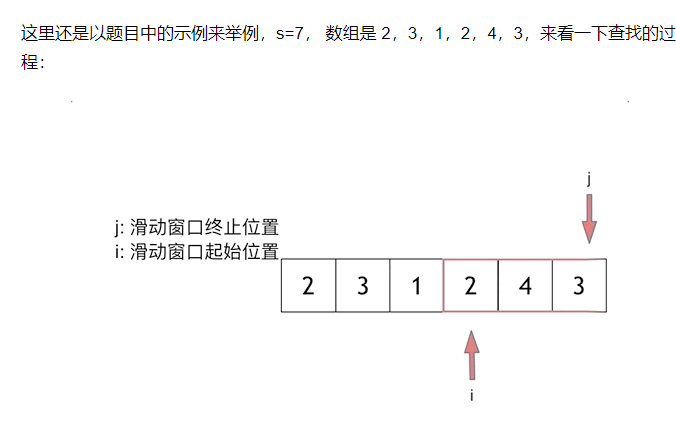 这里还是以题目中的示例来举例，s=7， 数组是 2，3，1，2，4，3，来看一下查找的过
程：
j
j: 滑动窗口终止位置
i: 滑动窗口起始位置
2 3 1 2 4 3
i